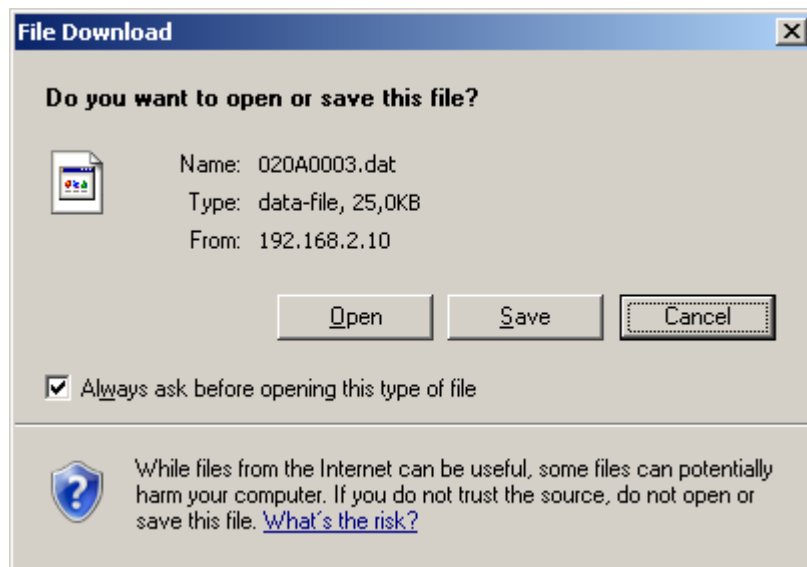 File Download
Do you want to open or save this file?
Name: 020A0003.dat
Type: data-file, 25,0KB
From: 192.168.2.10
Open Save Cancel
Always ask before opening this type of file
While files from the Internet can be useful, some files can potentially
harm your computer. If you do not trust the source, do not open or
save this file. What's the risk?